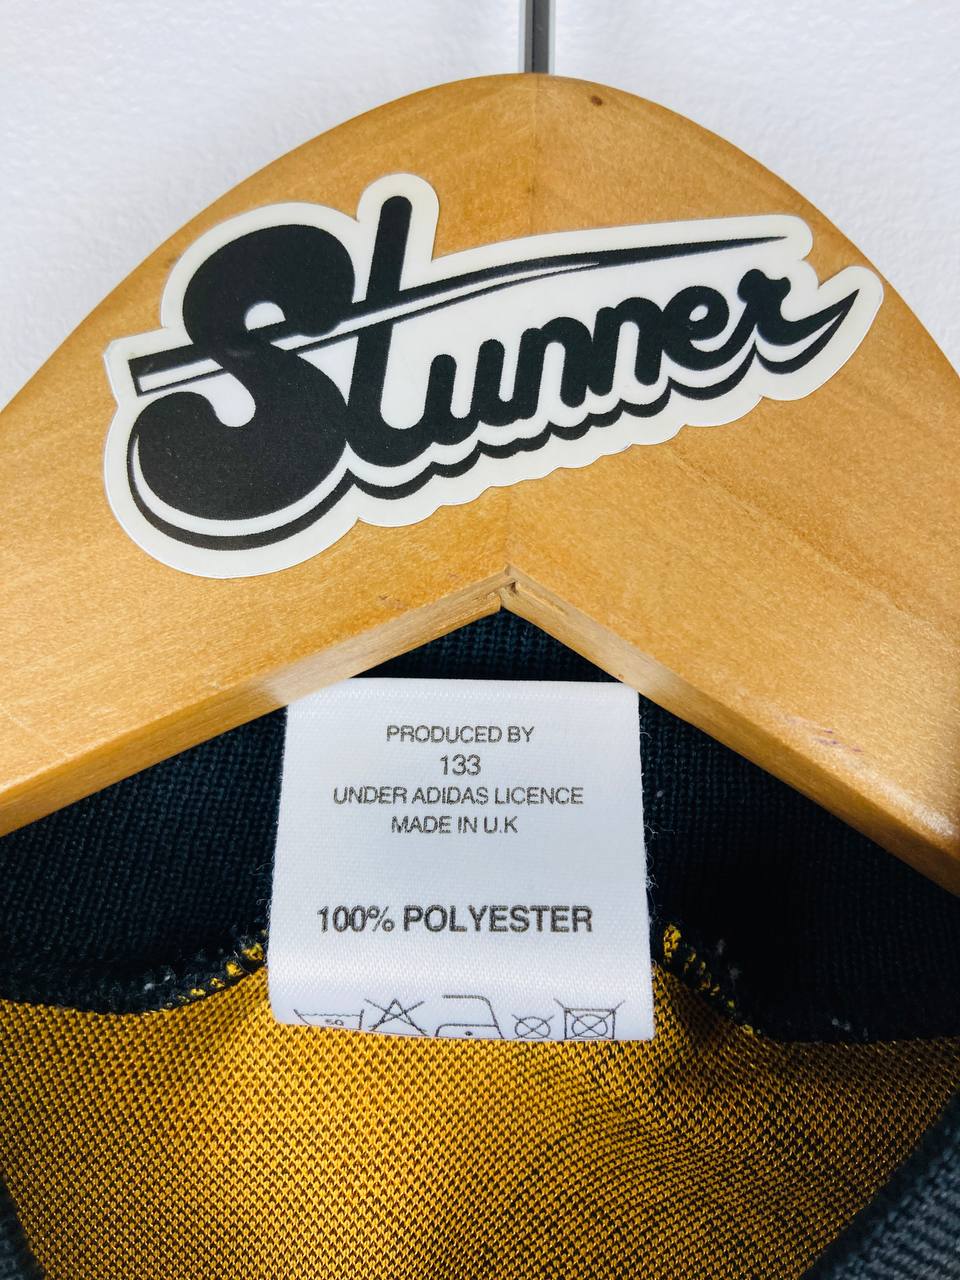 Stunner
PRODUCED BY
133
UNDER ADIDAS LICENCE
MADE IN U.K
100% POLYESTER